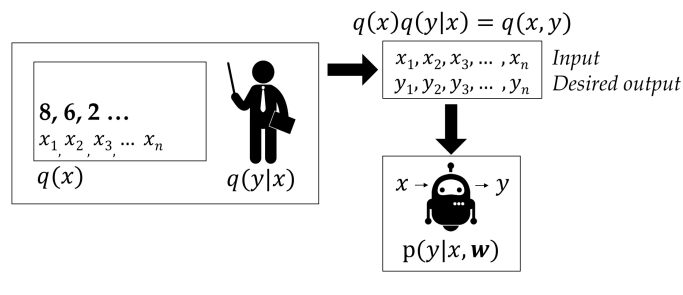 q(x)q(y|x) = q(x, y)
x₁, x₂, x₃, … , xₙ Input
y₁, y₂, y₃, … , yₙ Desired output
8, 6, 2 …
x₁, x₂, x₃, … xₙ
q(x)
q(y|x)
x → → y
p(y|x, w)